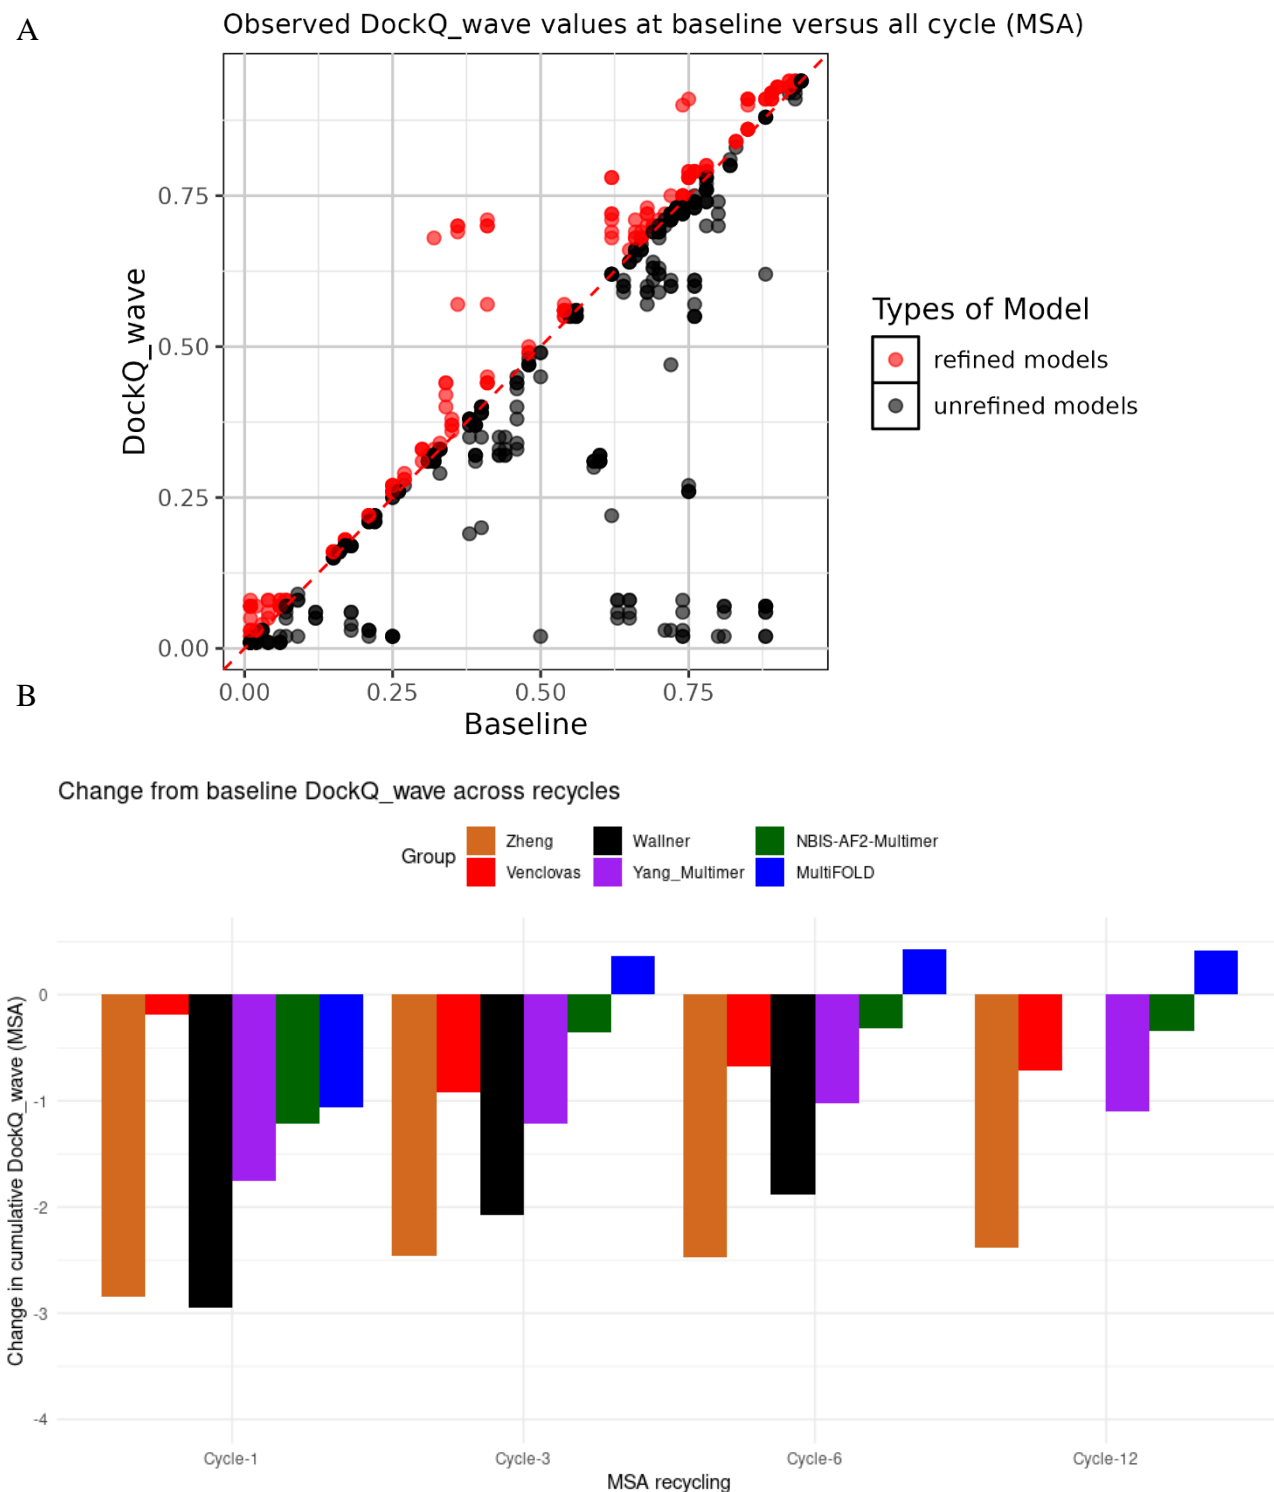 A
Observed DockQ_wave values at baseline versus all cycle (MSA)
DockQ_wave
0.75
0.50
0.25
0.00
0.00 0.25 0.50 0.75
Baseline
Types of Model
refined models
unrefined models
B
Change from baseline DockQ_wave across recycles
Group
Zheng Wallner NBIS-AF2-Multimer
Venclovas Yang_Multimer MultiFOLD
Change in cumulative DockQ_wave (MSA)
0
-1
-2
-3
-4
Cycle-1 Cycle-3 Cycle-6 Cycle-12
MSA recycling